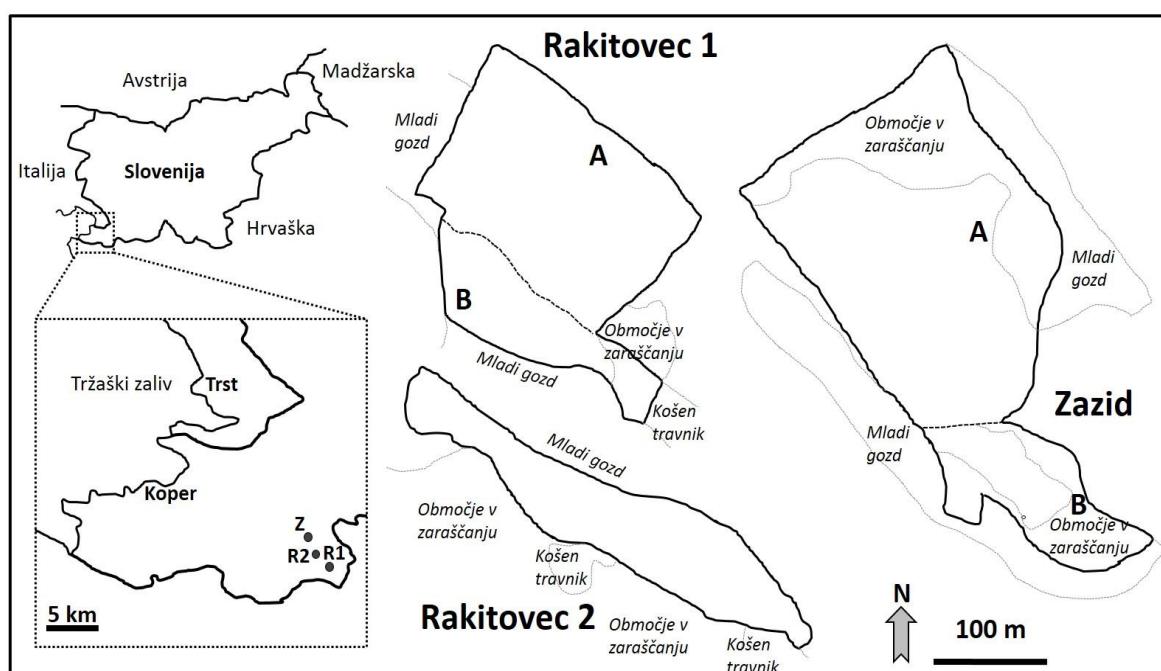 Avstrija
Madžarska
Italija
Slovenija
Hrvaška
Tržaški zaliv
Trst
Koper
Z
R2
R1
5 km
Rakitovec 1
Mladi
gozd
A
B
Območje v
zaraščanju
Mladi gozd
Košen
travnik
Rakitovec 2
Mladi gozd
Območje v
zaraščanju
Košen
travnik
Območje v
zaraščanju
Košen
travnik
Zazid
Območje v
zaraščanju
A
Mladi
gozd
Mladi
gozd
B
Območje v
zaraščanju
N
100 m